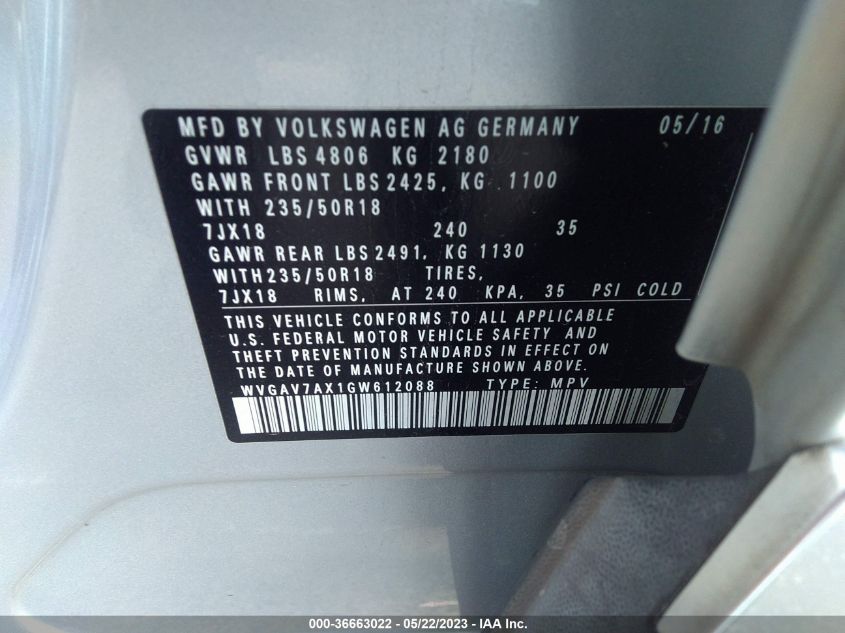 MFD BY VOLKSWAGEN AG GERMANY 05/16
GVWR LBS 4806 KG 2180
GAWR FRONT LBS 2425, KG 1100
WITH 235/50R18
7JX18 240 35
GAWR REAR LBS 2491, KG 1130
WITH 235/50R18 TIRES,
7JX18 RIMS, AT 240 KPA, 35 PSI COLD
THIS VEHICLE CONFORMS TO ALL APPLICABLE
U.S. FEDERAL MOTOR VEHICLE SAFETY AND
THEFT PREVENTION STANDARDS IN EFFECT ON
THE DATE OF MANUFACTURE SHOWN ABOVE.
WVGAV7AX1GW612088 TYPE: MPV
000-36663022 - 05/22/2023 - IAA Inc.